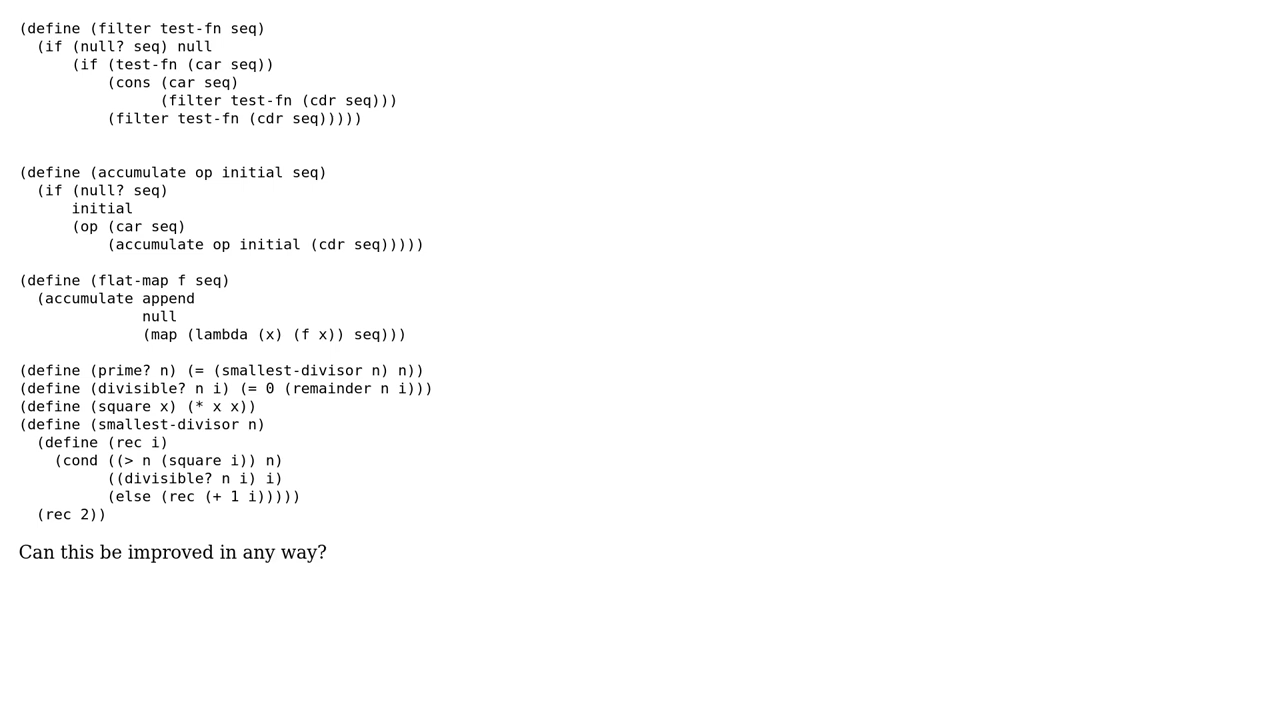 (define (filter test-fn seq)
  (if (null? seq) null
      (if (test-fn (car seq))
          (cons (car seq)
                (filter test-fn (cdr seq)))
          (filter test-fn (cdr seq)))))
(define (accumulate op initial seq)
  (if (null? seq)
      initial
      (op (car seq)
          (accumulate op initial (cdr seq)))))
(define (flat-map f seq)
  (accumulate append
              null
              (map (lambda (x) (f x)) seq)))
(define (prime? n) (= (smallest-divisor n) n))
(define (divisible? n i) (= 0 (remainder n i)))
(define (square x) (* x x))
(define (smallest-divisor n)
  (define (rec i)
    (cond ((> n (square i)) n)
          ((divisible? n i) i)
          (else (rec (+ 1 i)))))
  (rec 2))
Can this be improved in any way?